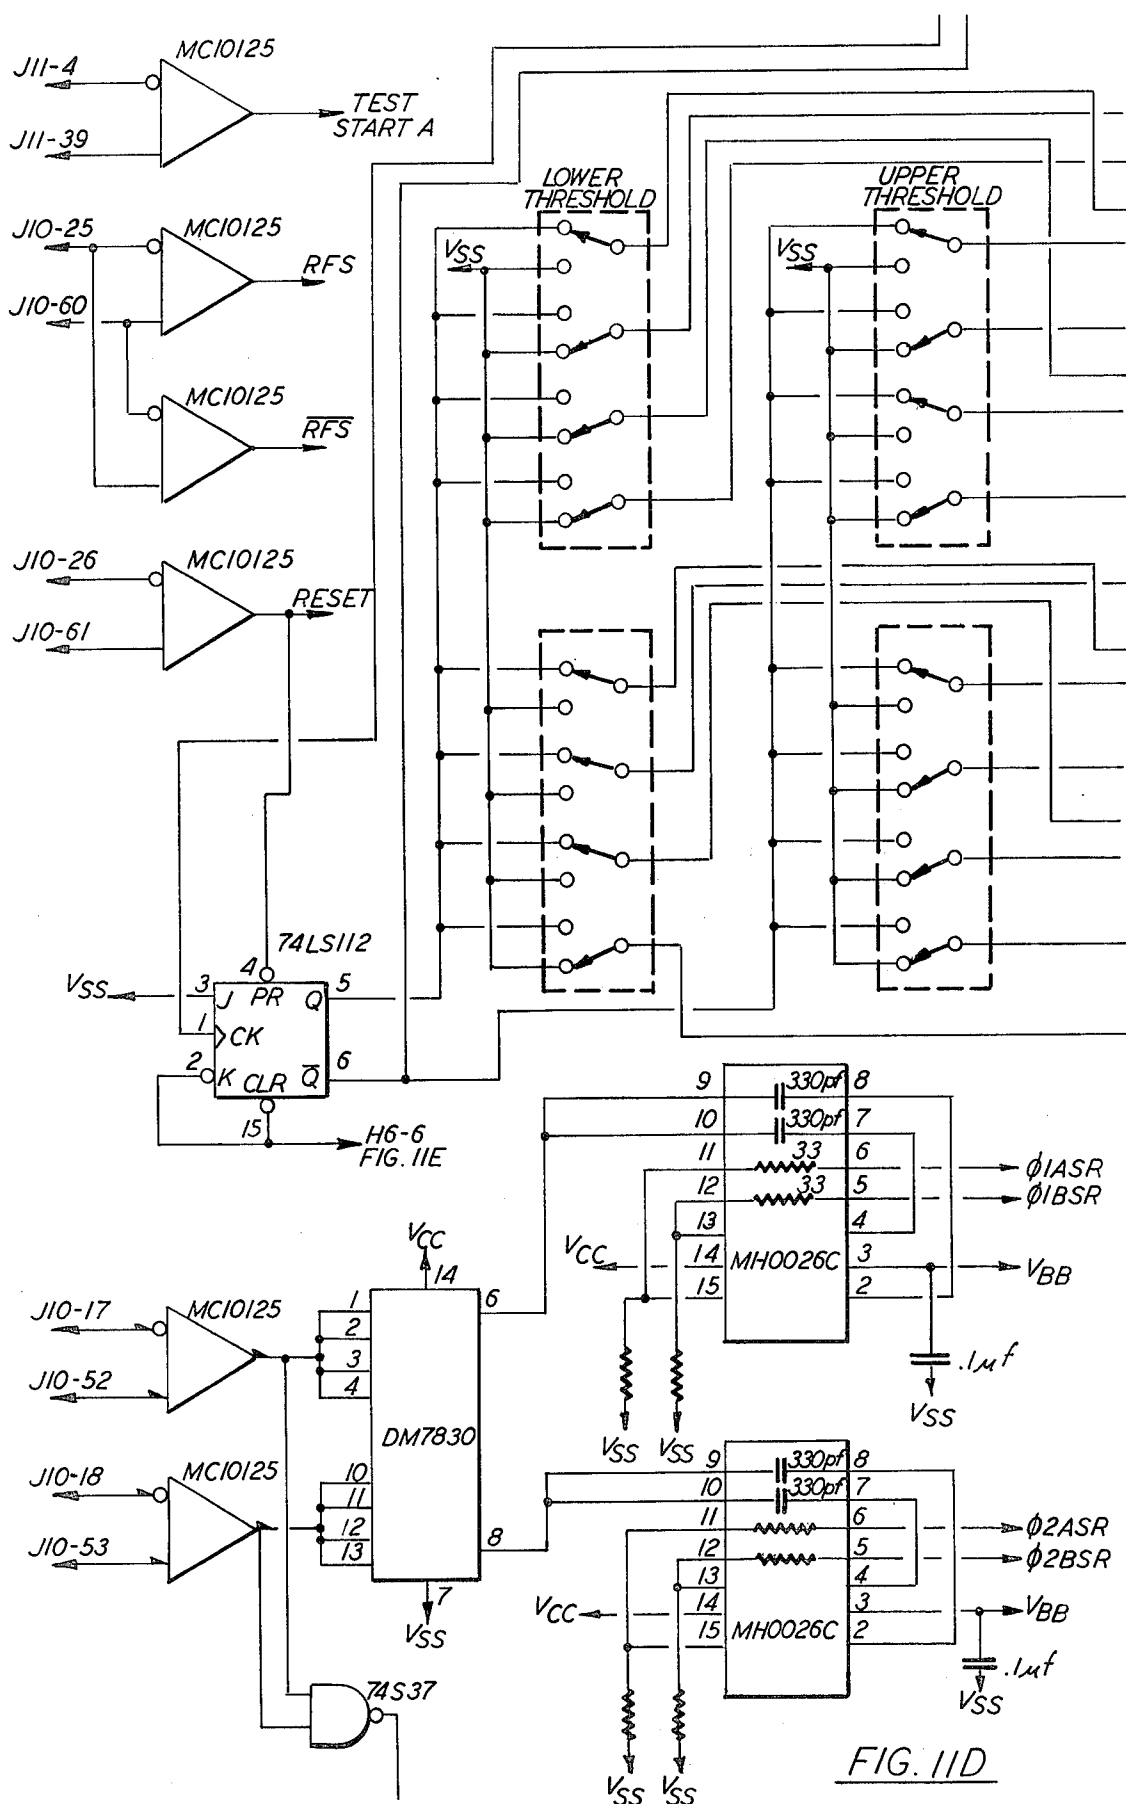 MC10125
J11-4
J11-39
TEST
START A
J10-25
MC10125
RFS
J10-60
MC10125
RFS
J10-26
MC10125
RESET
J10-61
LOWER
THRESHOLD
VSS
UPPER
THRESHOLD
VSS
74LS112
4
VSS
3
J
PR
Q
5
1
CK
2
K
CLR
Q
6
15
H6-6
FIG. 11E
9
330pf
8
10
330pf
7
11
33
6
φ1ASR
12
33
5
φ1BSR
13
4
VCC
14
MH0026C
3
VBB
15
2
.1μf
VSS
VSS
VSS
VCC
14
J10-17
MC10125
1
2
3
4
6
J10-52
DM7830
J10-18
MC10125
10
11
12
13
8
J10-53
7
VSS
9
330pf
8
10
330pf
7
11
6
φ2ASR
12
5
φ2BSR
13
4
VCC
14
3
VBB
15
MH0026C
2
.1μf
VSS
VSS
VSS
74S37
FIG. 11D